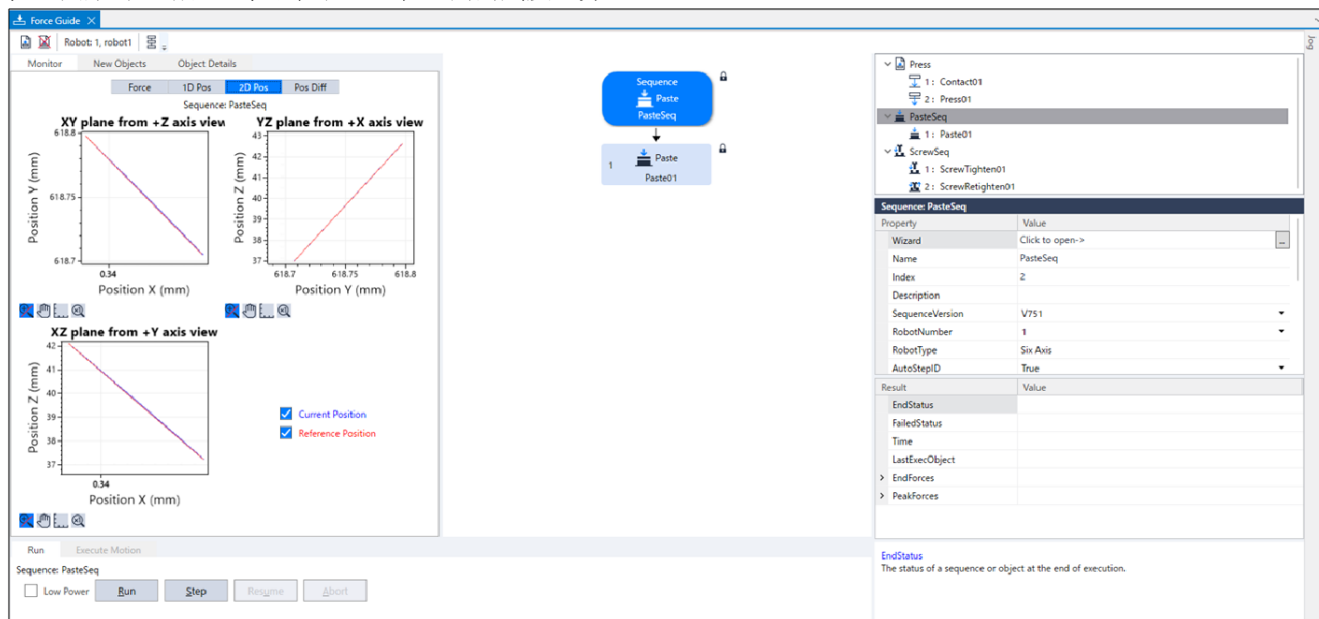 Force Guide
Robot: 1, robot1
Jog
Monitor New Objects Object Details
Force 1D Pos 2D Pos Pos Diff
Sequence: PasteSeq
XY plane from +Z axis view
618.8
618.75
618.7
0.34
Position Y (mm)
Position X (mm)
YZ plane from +X axis view
43
42
41
40
39
38
37
618.7 618.75 618.8
Position Z (mm)
Position Y (mm)
XZ plane from +Y axis view
42
41
40
39
38
37
0.34
Position Z (mm)
Position X (mm)
Current Position
Reference Position
Run Execute Motion
Sequence: PasteSeq
Low Power Run Step Resume Abort
Sequence
Paste
PasteSeq
1 Paste
Paste01
Press
1: Contact01
2: Press01
PasteSeq
1: Paste01
ScrewSeq
1: ScrewTighten01
2: ScrewRetighten01
Sequence: PasteSeq
Property Value
Wizard Click to open-> ...
Name PasteSeq
Index 2
Description
SequenceVersion V751
RobotNumber 1
RobotType Six Axis
AutoStepID True
Result Value
EndStatus
FailedStatus
Time
LastExecObject
EndForces
PeakForces
EndStatus
The status of a sequence or object at the end of execution.